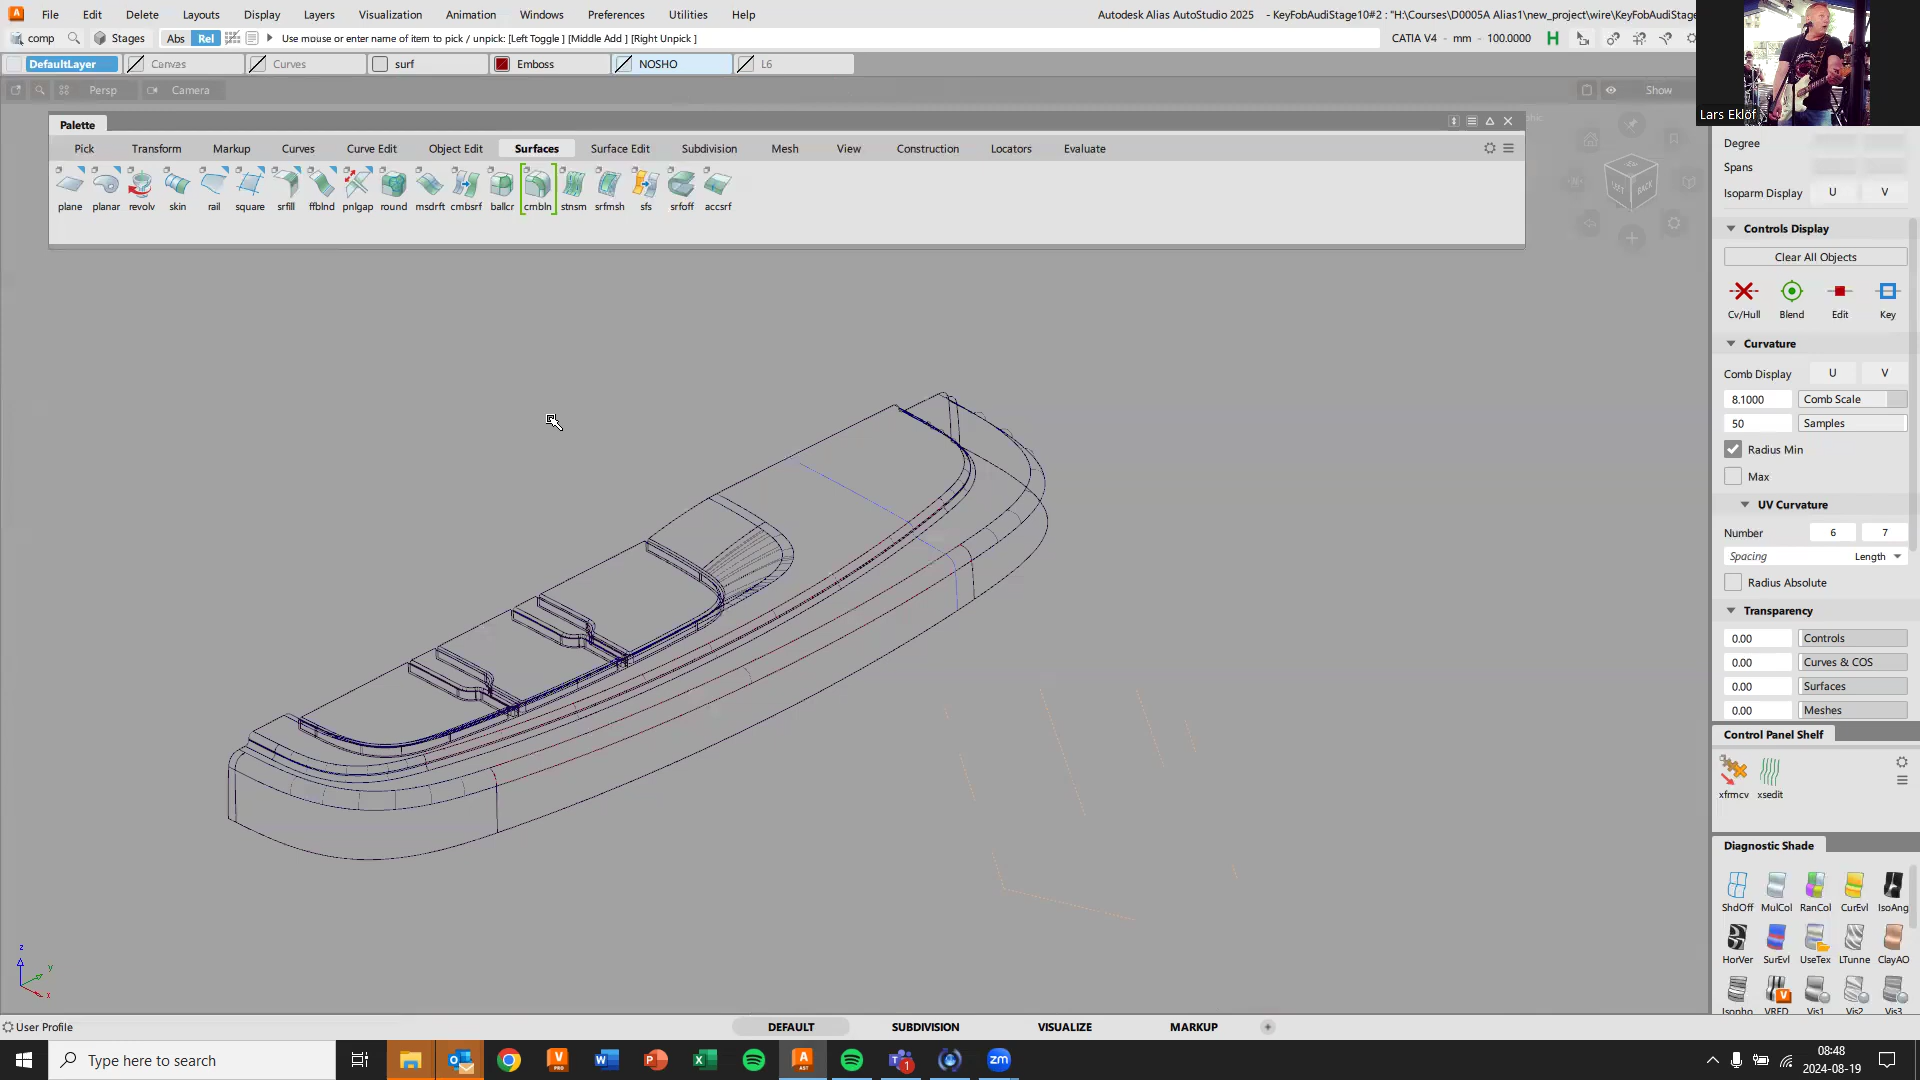 File Edit Delete Layouts Display Layers Visualization Animation Windows Preferences Utilities Help Autodesk Alias AutoStudio 2025 - KeyFobAudiStage10#2 : "H:\Courses\D0005A Alias1\new_project\wire\KeyFobAudiStage
comp Stages Abs Rel Use mouse or enter name of item to pick / unpick: [Left Toggle ] [Middle Add ] [Right Unpick ] CATIA V4 - mm - 100.0000 H
DefaultLayer Canvas Curves surf Emboss NOSHO L6
Persp Camera Show
Lars Eklöf
Palette
Pick Transform Markup Curves Curve Edit Object Edit Surfaces Surface Edit Subdivision Mesh View Construction Locators Evaluate
plane planar revolv skin rail square srfill ffblnd pnlgap round msdrft cmbsrf ballcr crnbln stnsm srfmsh sfs srfoff accsrf
LEFT BACK
Degree
Spans
Isoparm Display U V
Controls Display
Clear All Objects
Cv/Hull Blend Edit Key
Curvature
Comb Display U V
8.1000 Comb Scale
50 Samples
Radius Min
Max
UV Curvature
Number 6 7
Spacing Length
Radius Absolute
Transparency
0.00 Controls
0.00 Curves & COS
0.00 Surfaces
0.00 Meshes
Control Panel Shelf
xfrmcv xsedit
Diagnostic Shade
ShdOff MulCol RanCol CurEvl IsoAng
HorVer SurEvl UseTex LTunne ClayAO
Isopho VRED Vis1 Vis2 Vis3
z
y
x
User Profile DEFAULT SUBDIVISION VISUALIZE MARKUP +
Type here to search
08:48
2024-08-19